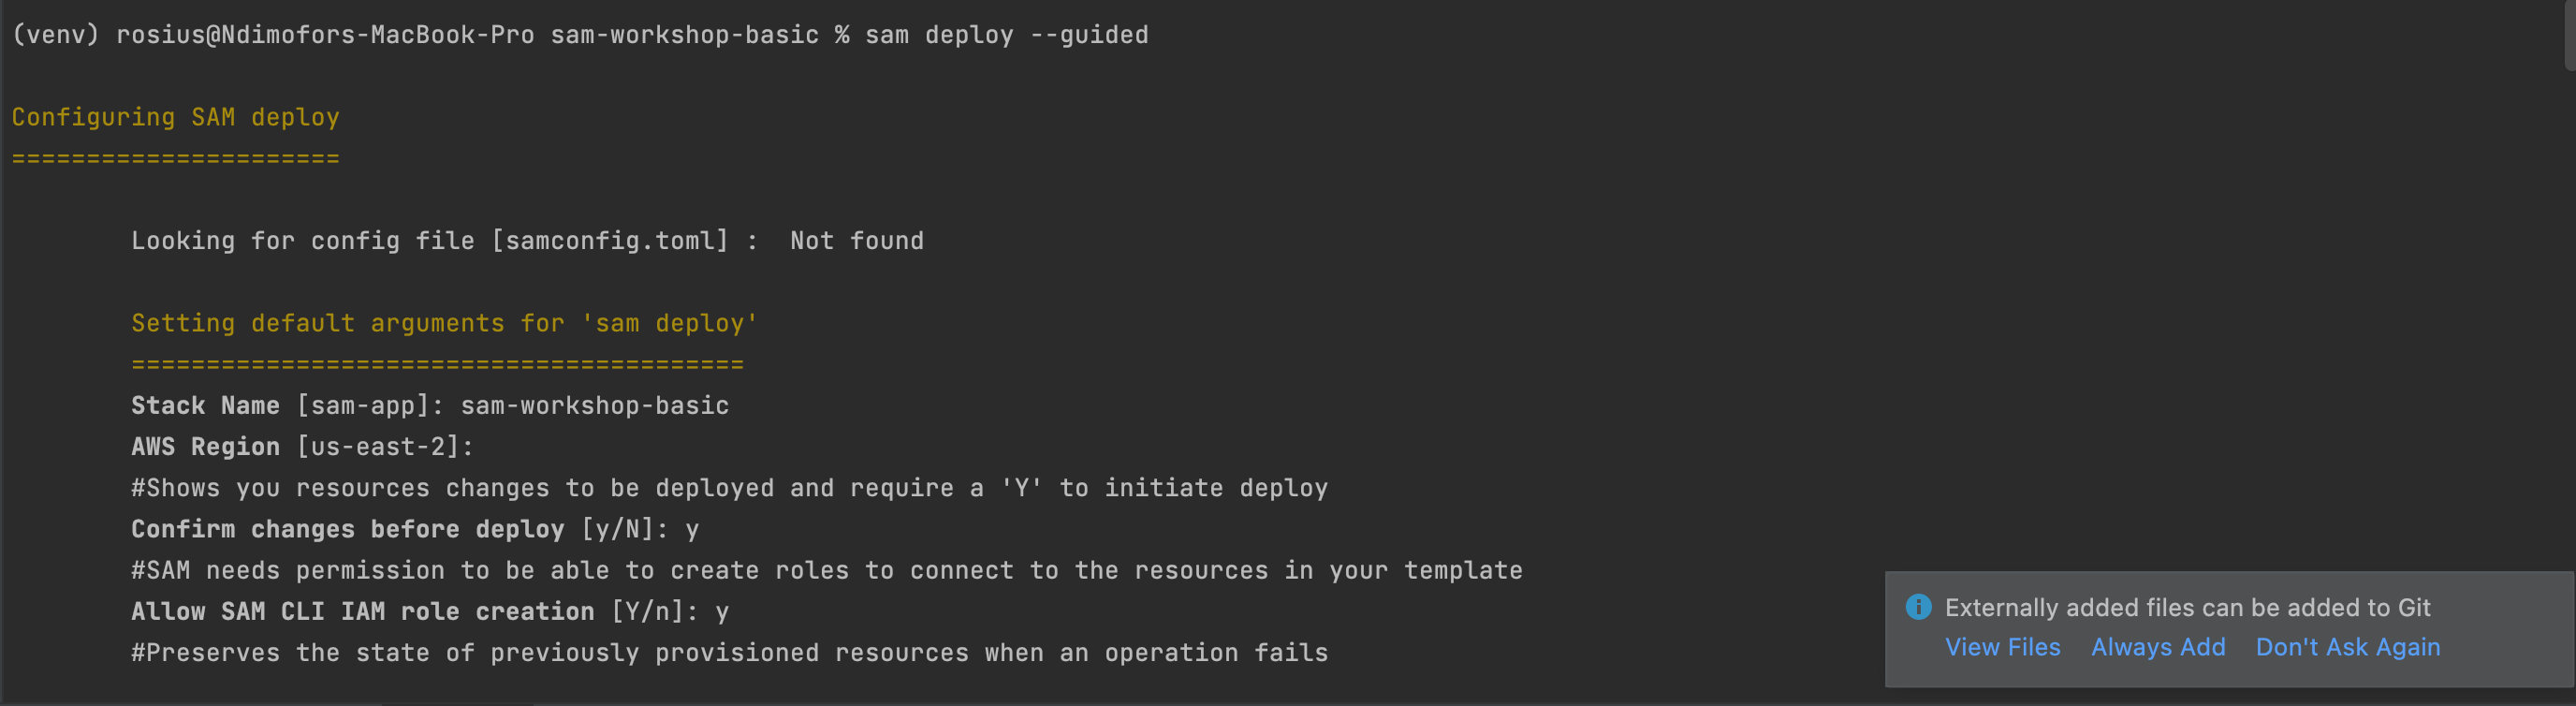 (venv) rosius@Ndimofors-MacBook-Pro sam-workshop-basic % sam deploy --guided
Configuring SAM deploy
======================
Looking for config file [samconfig.toml] :  Not found
Setting default arguments for 'sam deploy'
=========================================
Stack Name [sam-app]: sam-workshop-basic
AWS Region [us-east-2]:
#Shows you resources changes to be deployed and require a 'Y' to initiate deploy
Confirm changes before deploy [y/N]: y
#SAM needs permission to be able to create roles to connect to the resources in your template
Allow SAM CLI IAM role creation [Y/n]: y
#Preserves the state of previously provisioned resources when an operation fails
Externally added files can be added to Git
View Files Always Add Don't Ask Again